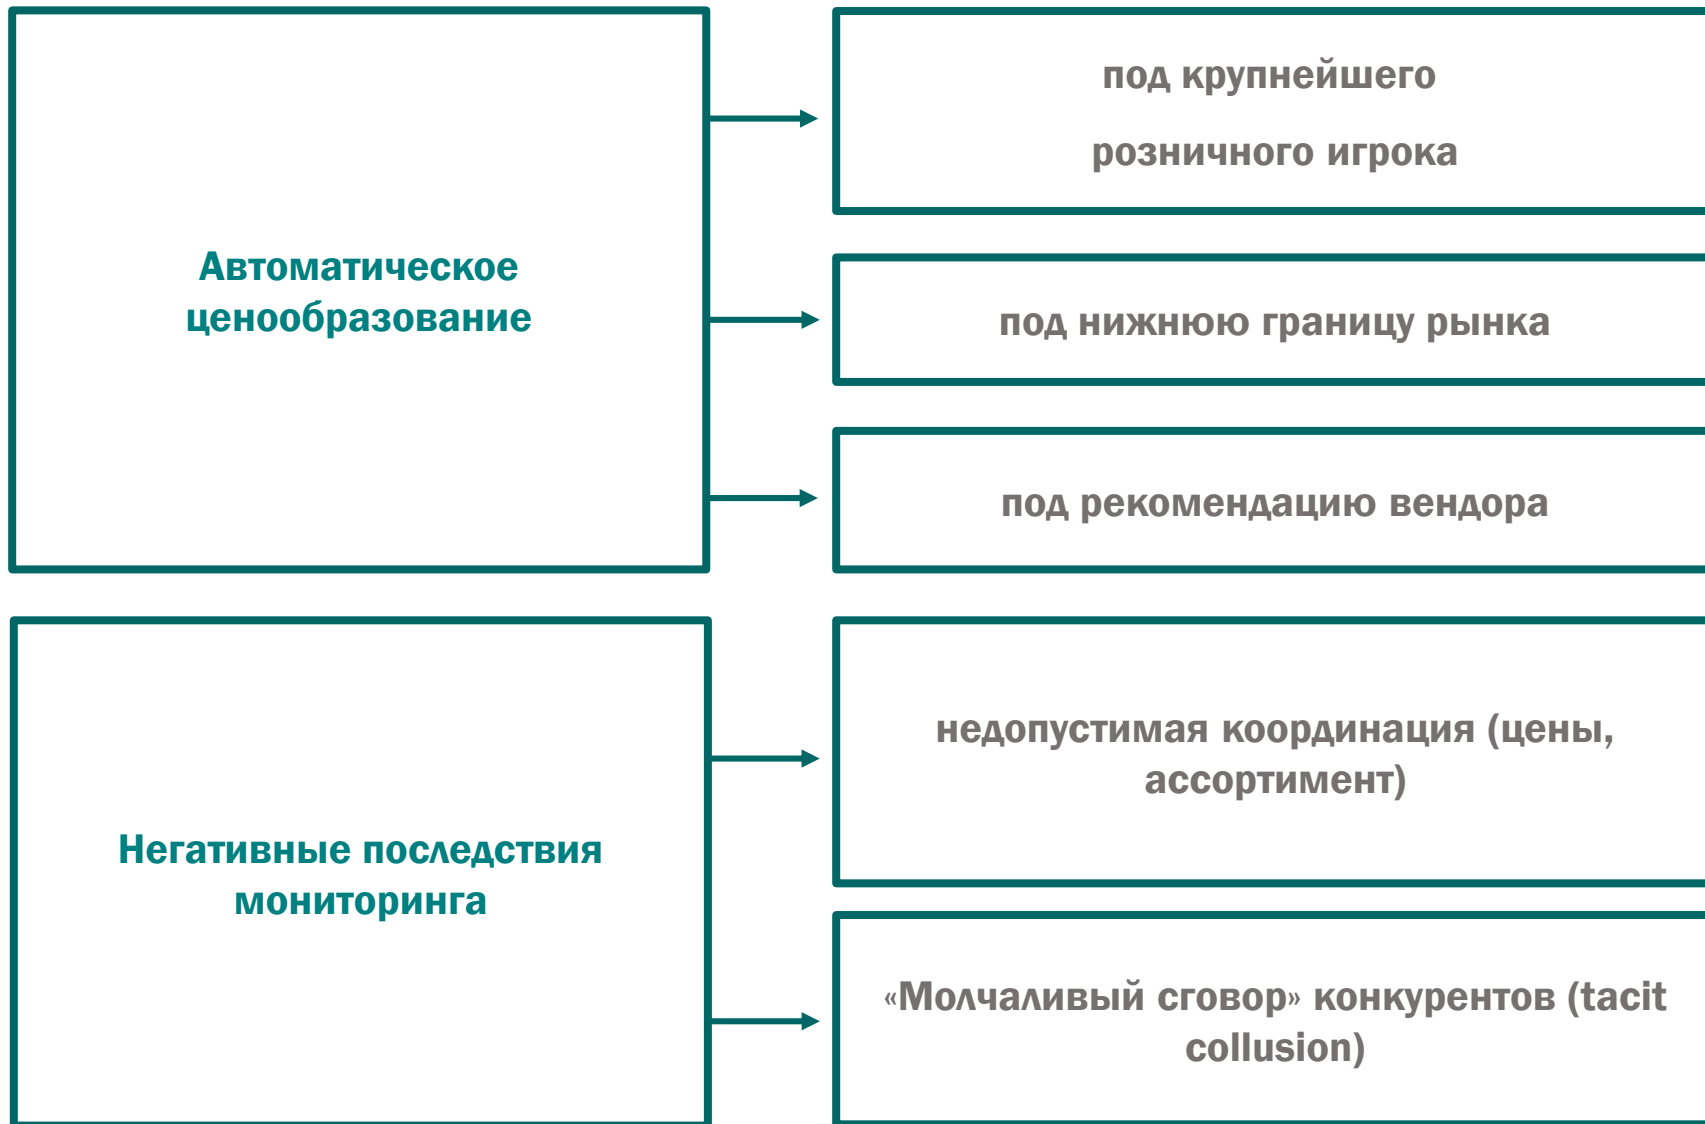 Автоматическое
ценообразование
под крупнейшего
розничного игрока
под нижнюю границу рынка
под рекомендацию вендора
Негативные последствия
мониторинга
недопустимая координация (цены,
ассортимент)
«Молчаливый сговор» конкурентов (tacit
collusion)